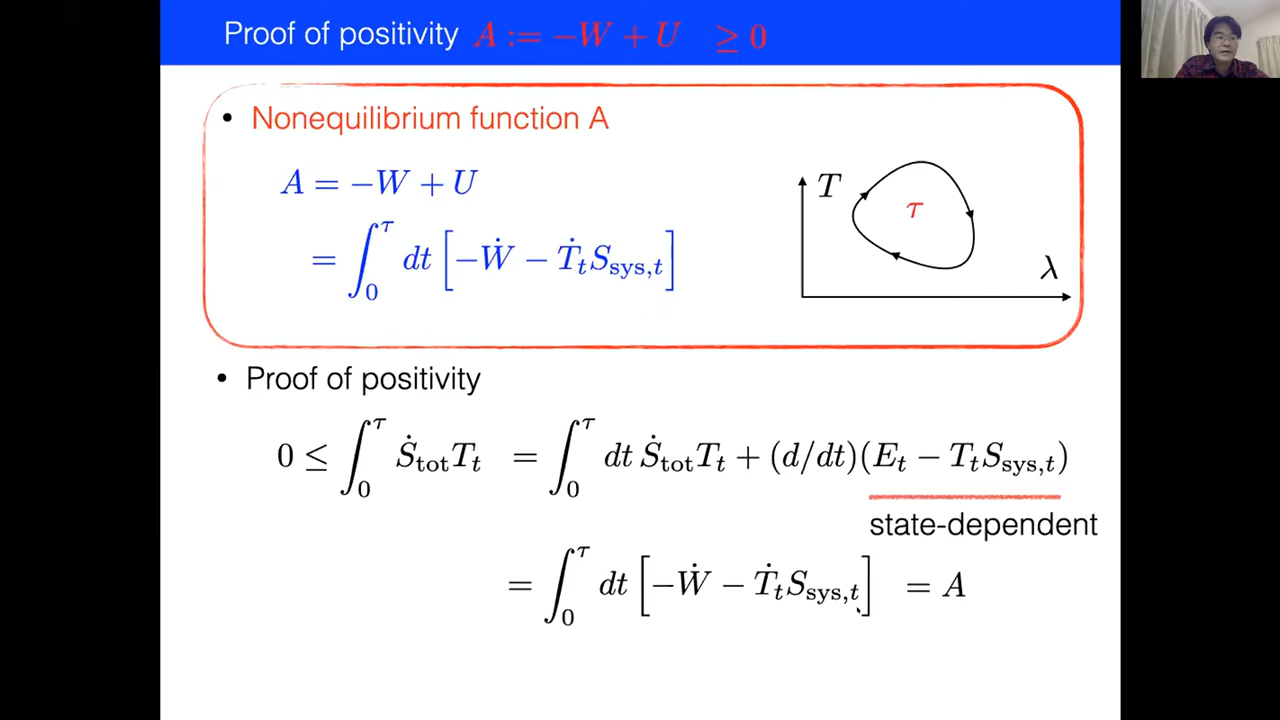 Proof of positivity A := −W + U ≥ 0
• Nonequilibrium function A
A = −W + U
= ∫₀^τ dt [−Ẇ − Ṫ_t S_sys,t]
T
τ
λ
• Proof of positivity
0 ≤ ∫₀^τ Ṡ_tot T_t = ∫₀^τ dt Ṡ_tot T_t + (d/dt)(E_t − T_t S_sys,t)
state-dependent
= ∫₀^τ dt [−Ẇ − Ṫ_t S_sys,t] = A